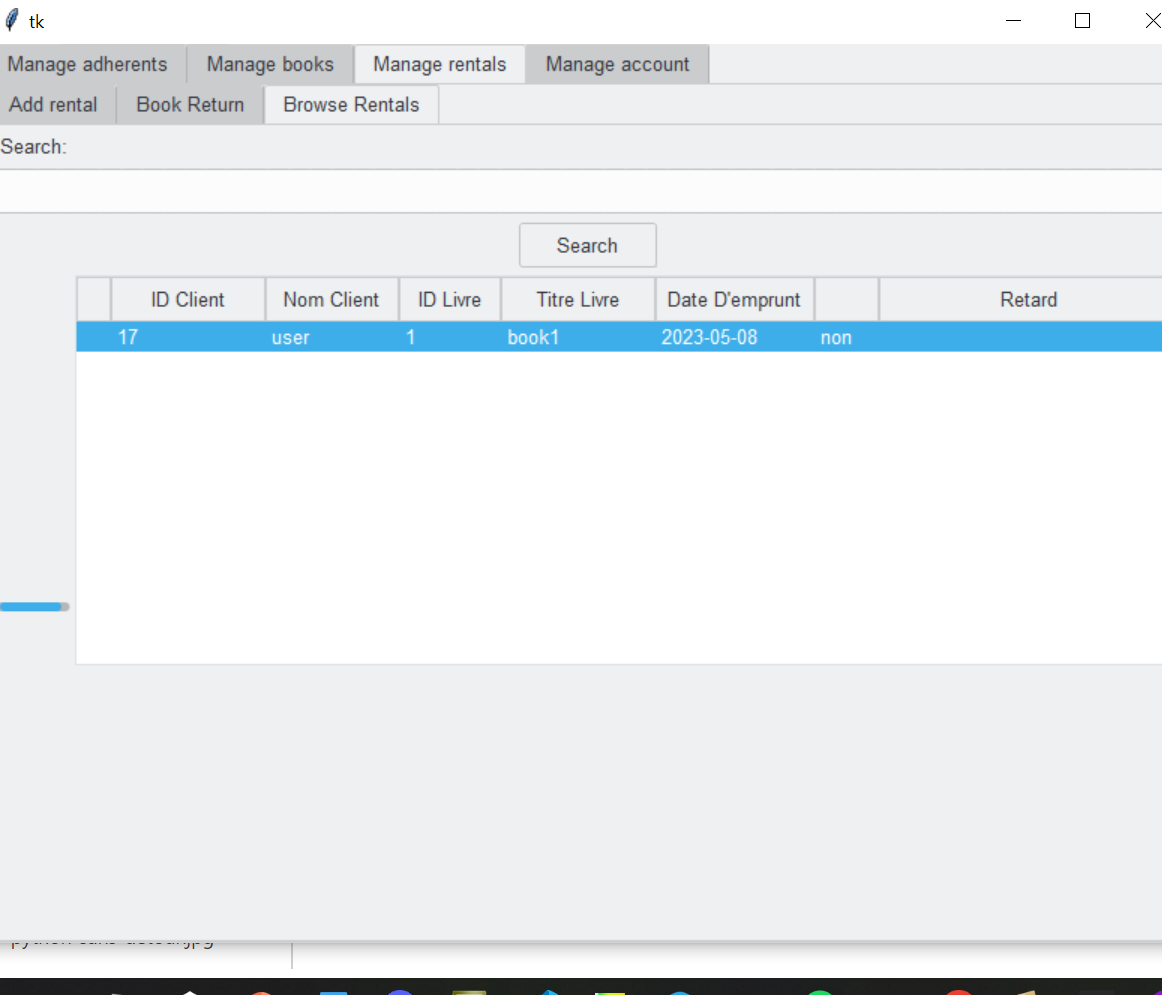 tk
Manage adherents Manage books Manage rentals Manage account
Add rental Book Return Browse Rentals
Search:
Search
ID Client Nom Client ID Livre Titre Livre Date D'emprunt Retard
17 user 1 book1 2023-05-08 non